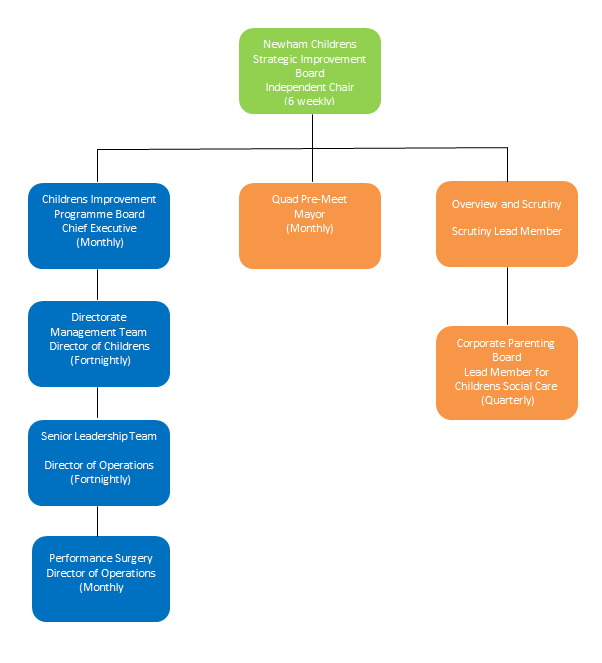 Newham Childrens
Strategic Improvement
Board
Independent Chair
(6 weekly)
Childrens Improvement
Programme Board
Chief Executive
(Monthly)
Quad Pre-Meet
Mayor
(Monthly)
Overview and Scrutiny
Scrutiny Lead Member
Directorate
Management Team
Director of Childrens
(Fortnightly)
Corporate Parenting
Board
Lead Member for
Childrens Social Care
(Quarterly)
Senior Leadership Team
Director of Operations
(Fortnightly)
Performance Surgery
Director of Operations
(Monthly